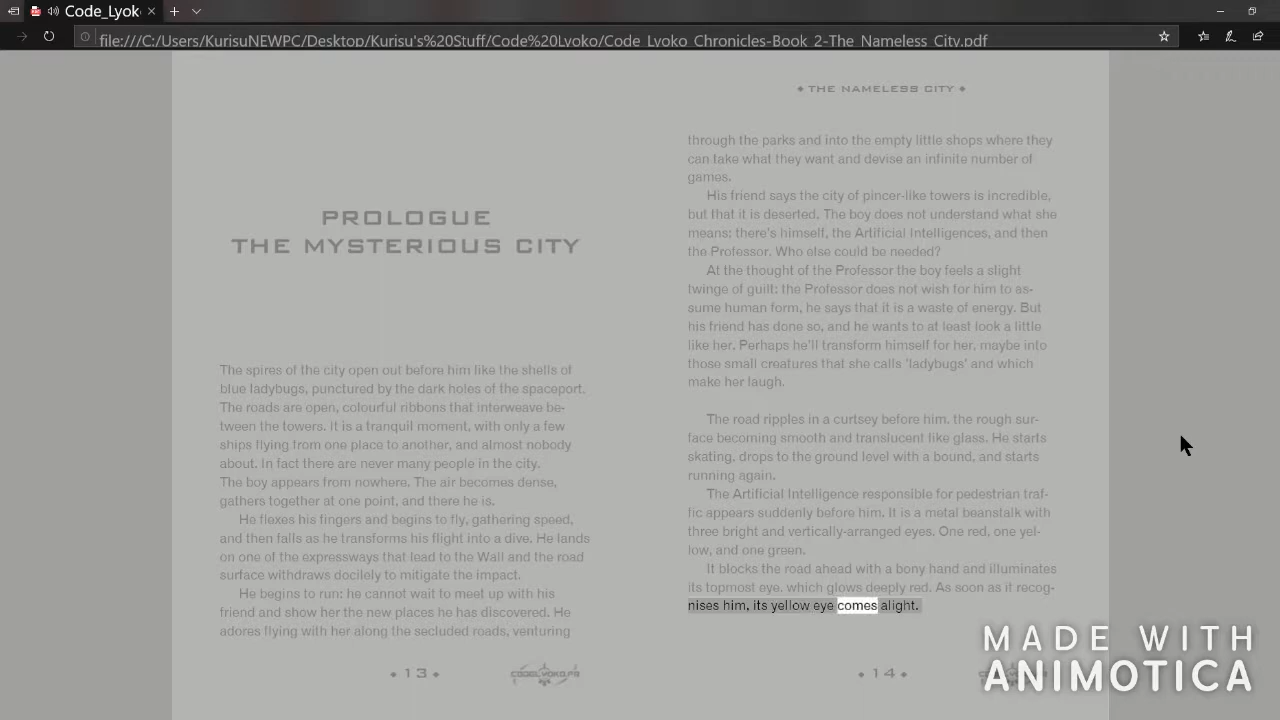 Code_Lyok
file:///C:/Users/KurisuNEWPC/Desktop/Kurisu's%20Stuff/Code%20Lyoko/Code_Lyoko_Chronicles-Book_2-The_Nameless_City.pdf
PROLOGUE
THE MYSTERIOUS CITY
The spires of the city open out before him like the shells of
blue ladybugs, punctured by the dark holes of the spaceport.
The roads are open, colourful ribbons that interweave be-
tween the towers. It is a tranquil moment, with only a few
ships flying from one place to another, and almost nobody
about. In fact there are never many people in the city.
The boy appears from nowhere. The air becomes dense,
gathers together at one point, and there he is.
He flexes his fingers and begins to fly, gathering speed,
and then falls as he transforms his flight into a dive. He lands
on one of the expressways that lead to the Wall and the road
surface withdraws docilely to mitigate the impact.
He begins to run: he cannot wait to meet up with his
friend and show her the new places he has discovered. He
adores flying with her along the secluded roads, venturing
13
CODELYOKO.FR
THE NAMELESS CITY
through the parks and into the empty little shops where they
can take what they want and devise an infinite number of
games.
His friend says the city of pincer-like towers is incredible,
but that it is deserted. The boy does not understand what she
means; there's himself, the Artificial Intelligences, and then
the Professor. Who else could be needed?
At the thought of the Professor the boy feels a slight
twinge of guilt: the Professor does not wish for him to as-
sume human form, he says that it is a waste of energy. But
his friend has done so, and he wants to at least look a little
like her. Perhaps he'll transform himself for her, maybe into
those small creatures that she calls 'ladybugs' and which
make her laugh.
The road ripples in a curtsey before him, the rough sur-
face becoming smooth and translucent like glass. He starts
skating, drops to the ground level with a bound, and starts
running again.
The Artificial Intelligence responsible for pedestrian traf-
fic appears suddenly before him. It is a metal beanstalk with
three bright and vertically-arranged eyes. One red, one yel-
low, and one green.
It blocks the road ahead with a bony hand and illuminates
its topmost eye, which glows deeply red. As soon as it recog-
nises him, its yellow eye comes alight.
14
MADE WITH
ANIMOTICA